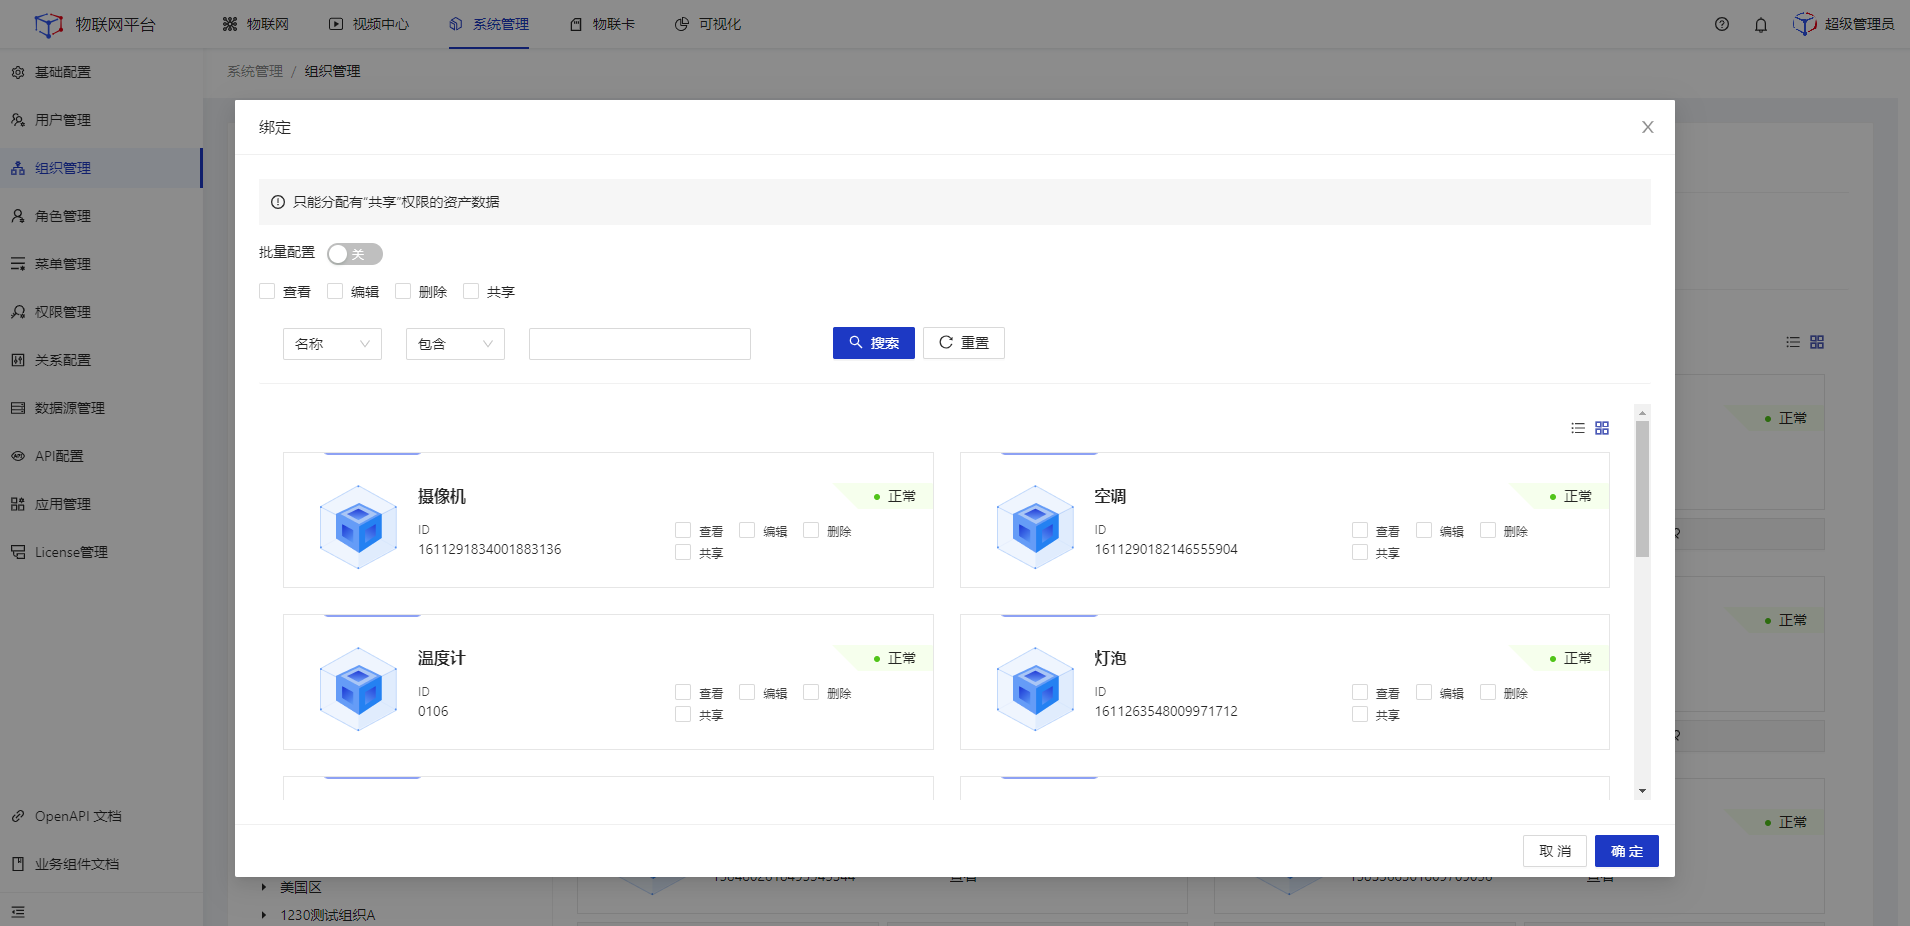 物联网平台
物联网
视频中心
系统管理
物联卡
可视化
超级管理员
基础配置
用户管理
组织管理
角色管理
菜单管理
权限管理
关系配置
数据源管理
API配置
应用管理
License管理
OpenAPI 文档
业务组件文档
系统管理 / 组织管理
绑定
只能分配有“共享”权限的资产数据
批量配置 关
查看 编辑 删除 共享
名称 包含 搜索 重置
摄像机
正常
ID
1611291834001883136
查看 编辑 删除
共享
空调
正常
ID
1611290182146555904
查看 编辑 删除
共享
温度计
正常
ID
0106
查看 编辑 删除
共享
灯泡
正常
ID
1611263548009971712
查看 编辑 删除
共享
取 消
确 定
正常
正常
正常
美国区
1230测试组织A
查看
查看